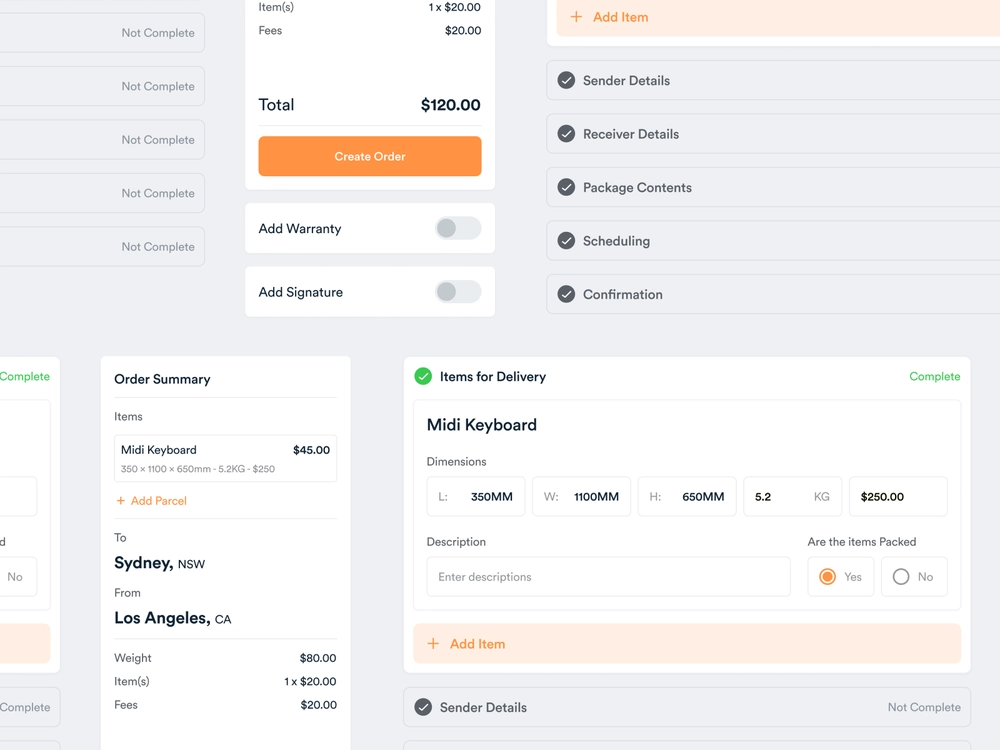 Not Complete
Not Complete
Not Complete
Not Complete
Not Complete
Item(s) 1 x $20.00
Fees $20.00
Total $120.00
Create Order
Add Warranty
Add Signature
+ Add Item
Sender Details
Receiver Details
Package Contents
Scheduling
Confirmation
Complete
No
Complete
Order Summary
Items
Midi Keyboard $45.00
350 x 1100 x 650mm - 5.2KG - $250
+ Add Parcel
To
Sydney, NSW
From
Los Angeles, CA
Weight $80.00
Item(s) 1 x $20.00
Fees $20.00
Items for Delivery Complete
Midi Keyboard
Dimensions
L: 350MM W: 1100MM H: 650MM 5.2 KG $250.00
Description Are the items Packed
Enter descriptions Yes No
+ Add Item
Sender Details Not Complete